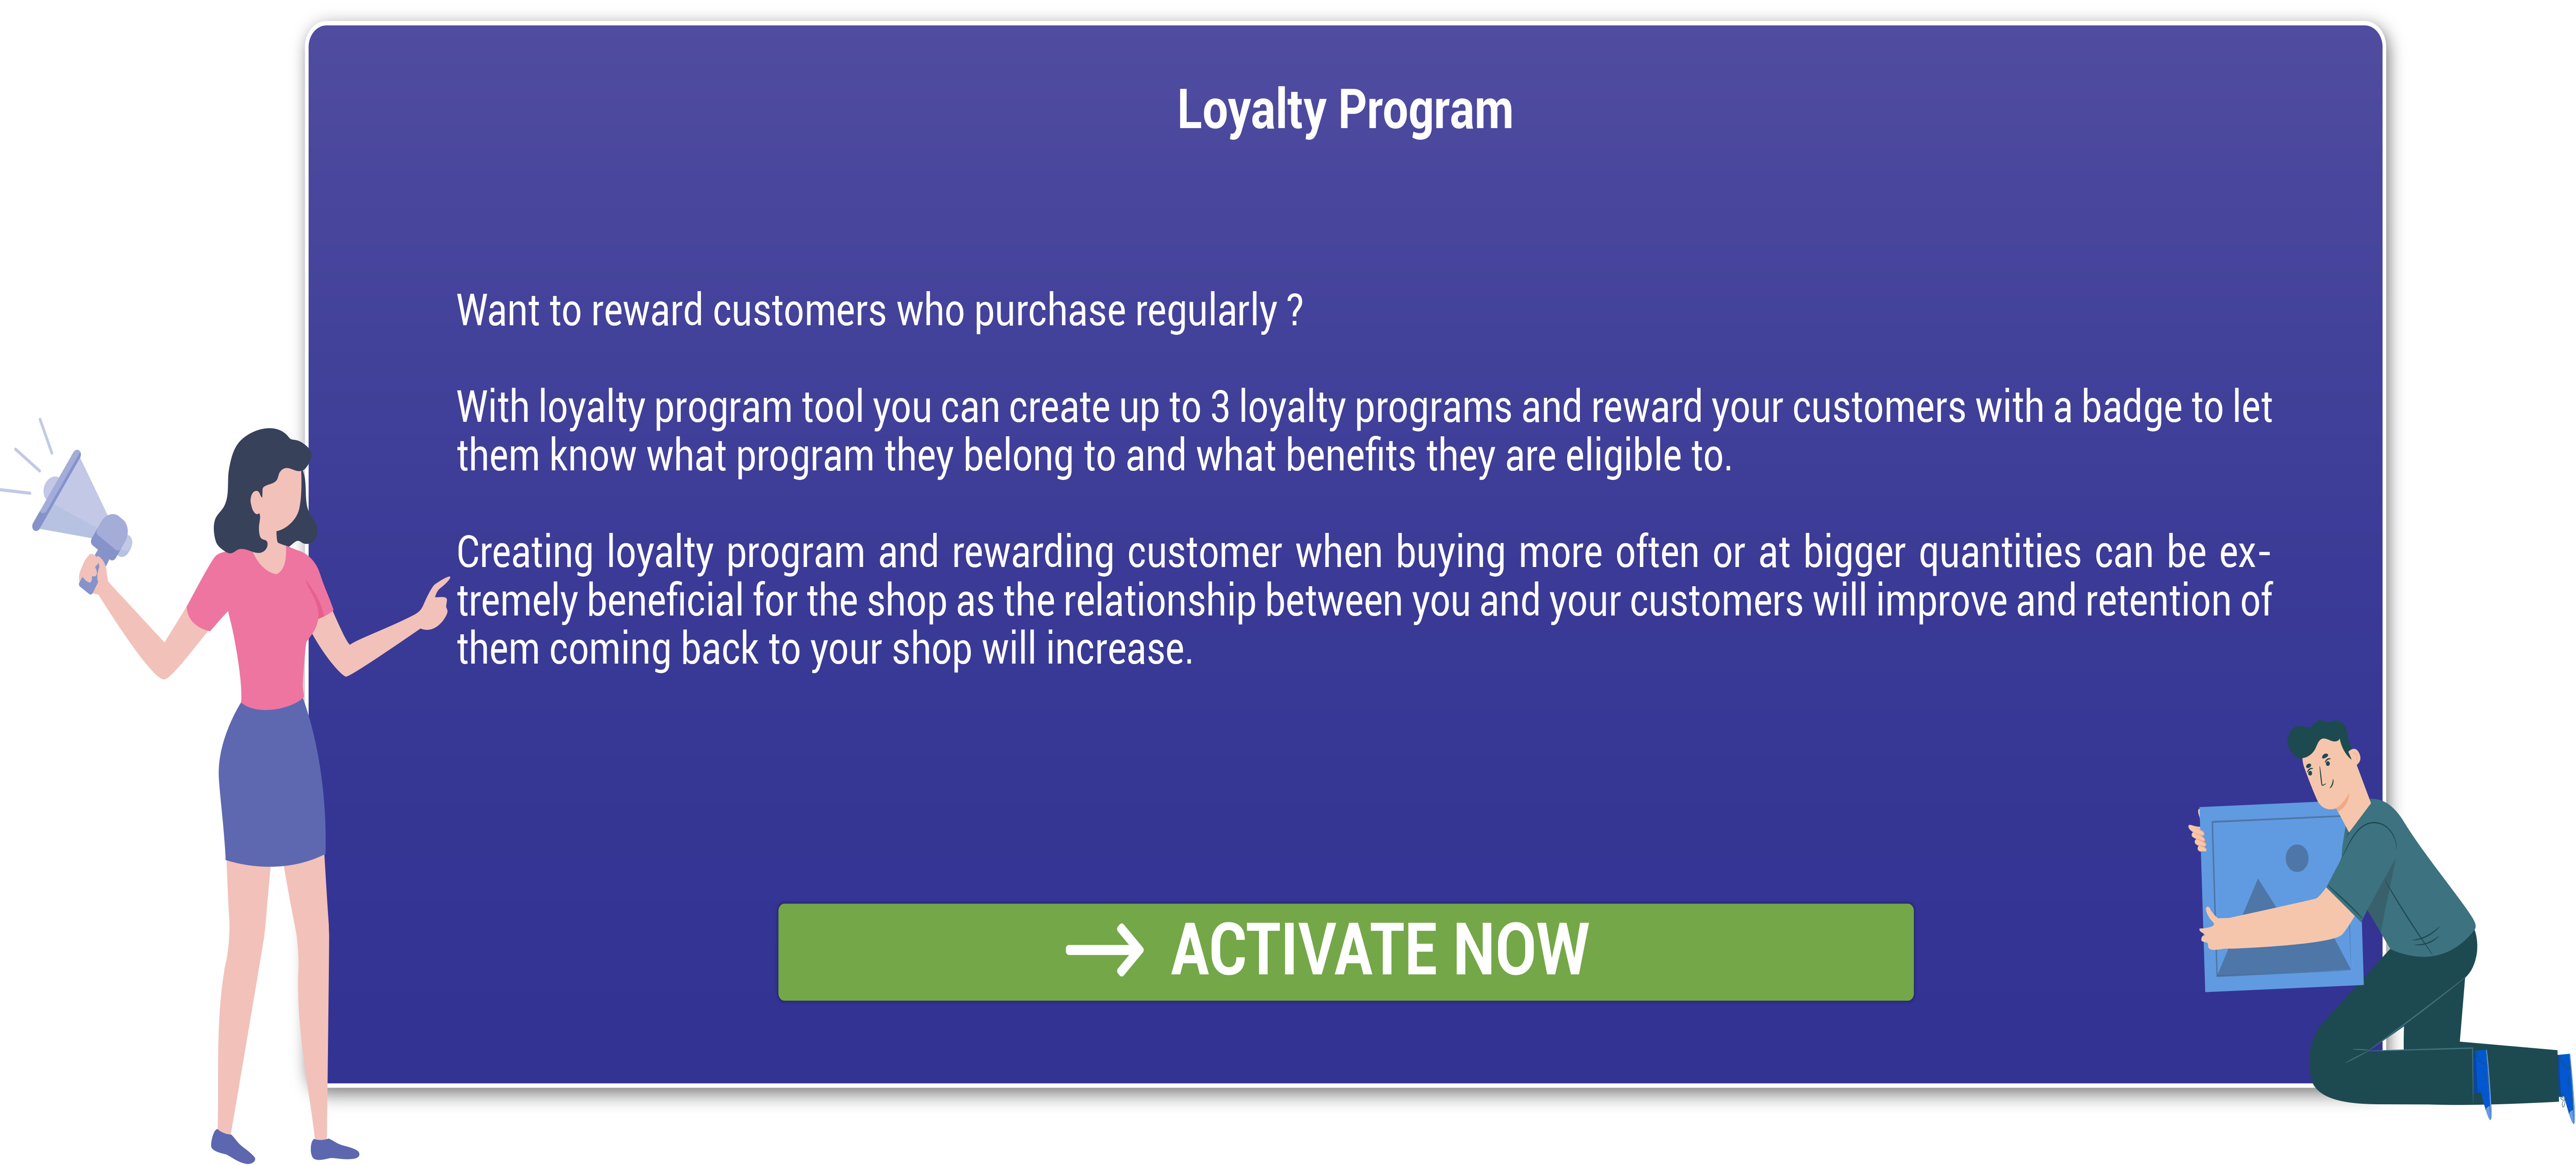 Loyalty Program
Want to reward customers who purchase regularly ?
With loyalty program tool you can create up to 3 loyalty programs and reward your customers with a badge to let
them know what program they belong to and what benefits they are eligible to.
Creating loyalty program and rewarding customer when buying more often or at bigger quantities can be ex-
tremely beneficial for the shop as the relationship between you and your customers will improve and retention of
them coming back to your shop will increase.
→ ACTIVATE NOW